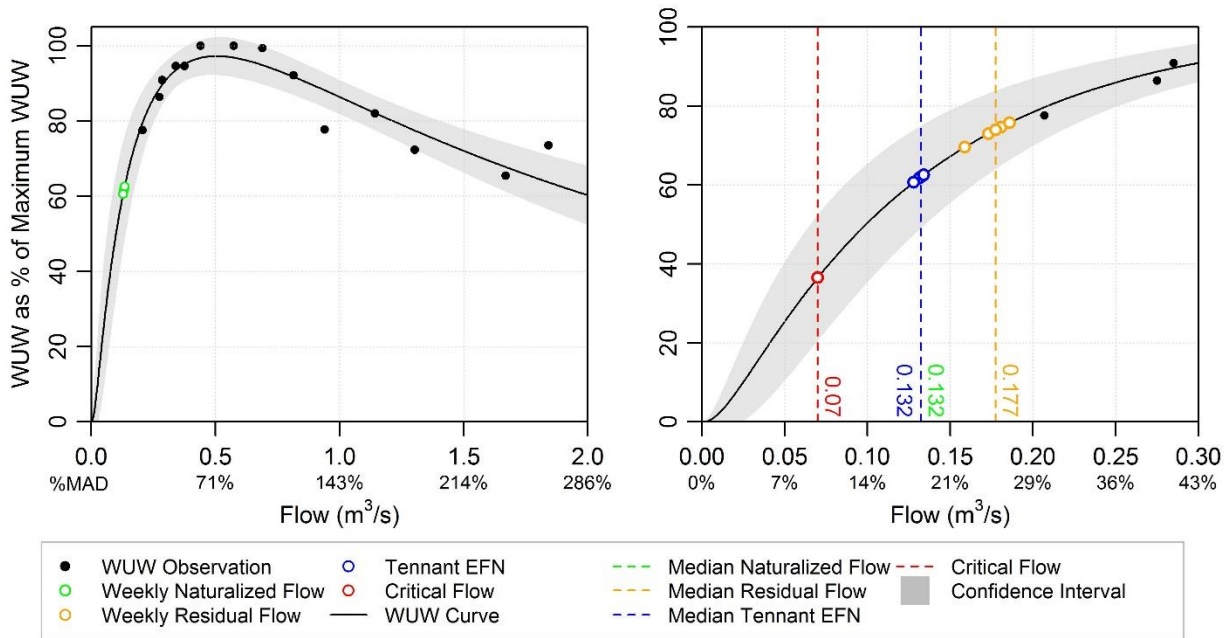 WUW as % of Maximum WUW
100
80
60
40
20
0
0.0 0.5 1.0 1.5 2.0
%MAD 71% 143% 214% 286%
Flow (m³/s)
100
80
60
40
20
0
0.07
0.132
0.132
0.177
0.00 0.05 0.10 0.15 0.20 0.25 0.30
0% 7% 14% 21% 29% 36% 43%
Flow (m³/s)
WUW Observation Tennant EFN Median Naturalized Flow Critical Flow
Weekly Naturalized Flow Critical Flow Median Residual Flow Confidence Interval
Weekly Residual Flow WUW Curve Median Tennant EFN